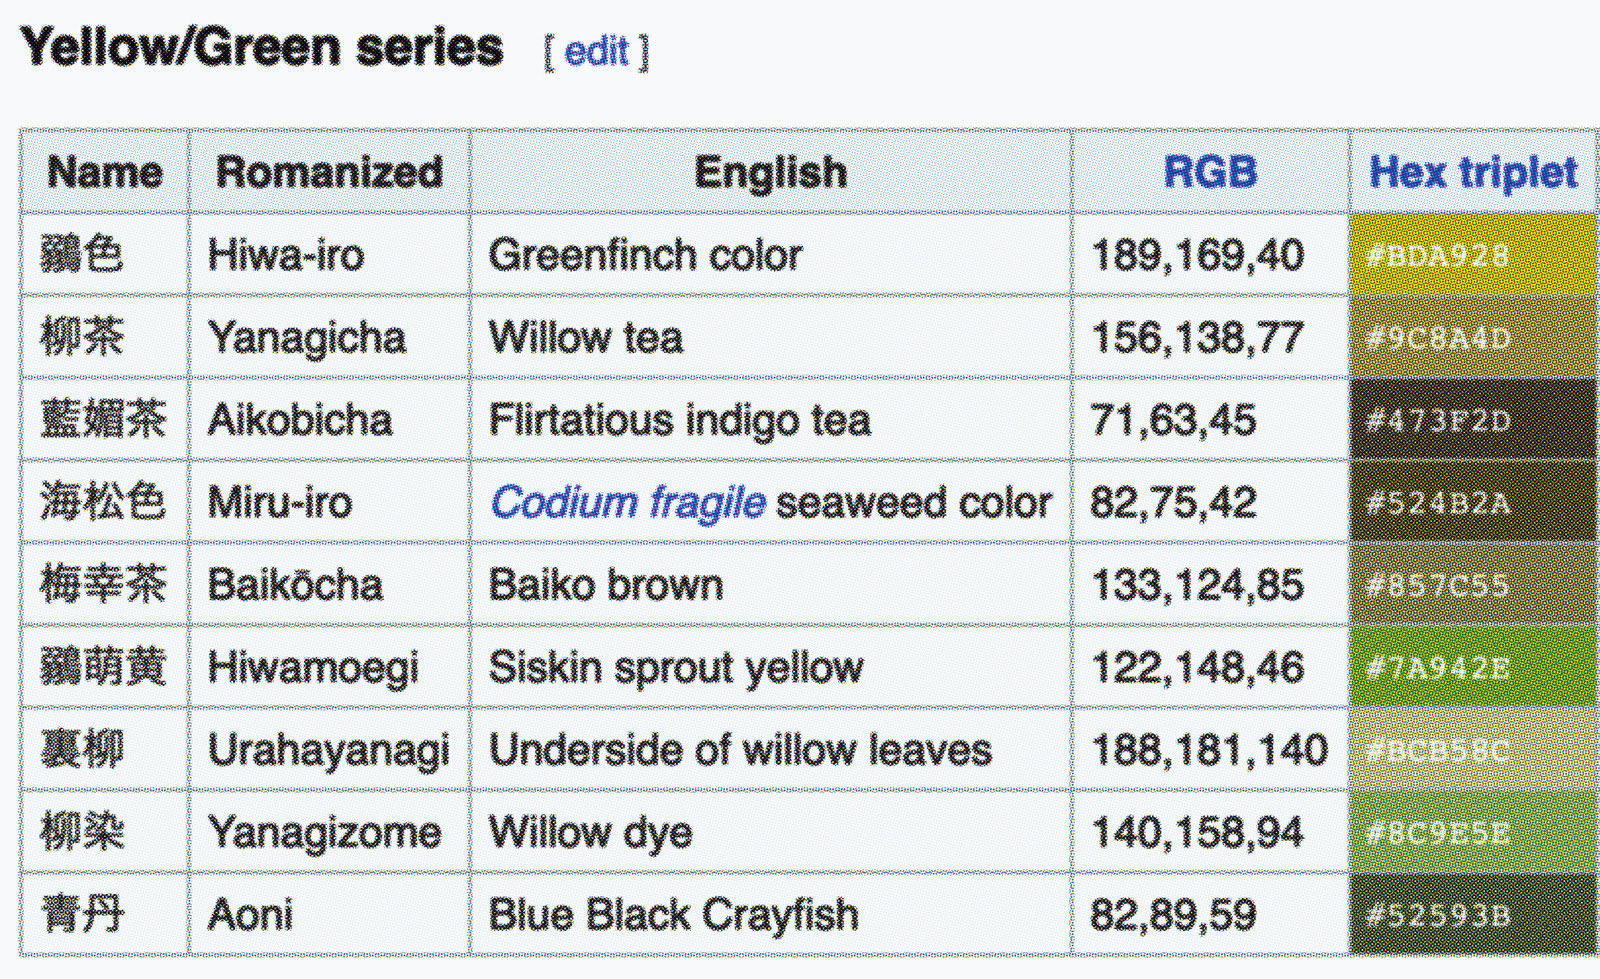 Yellow/Green series [ edit ]
Name Romanized English RGB Hex triplet
鶸色 Hiwa-iro Greenfinch color 189,169,40 #BDA928
柳茶 Yanagicha Willow tea 156,138,77 #9C8A4D
藍媚茶 Aikobicha Flirtatious indigo tea 71,63,45 #473F2D
海松色 Miru-iro Codium fragile seaweed color 82,75,42 #524B2A
梅幸茶 Baikōcha Baiko brown 133,124,85 #857C55
鶸萌黄 Hiwamoegi Siskin sprout yellow 122,148,46 #7A942E
裏柳 Urahayanagi Underside of willow leaves 188,181,140 #BCB58C
柳染 Yanagizome Willow dye 140,158,94 #8C9E5E
青丹 Aoni Blue Black Crayfish 82,89,59 #52593B